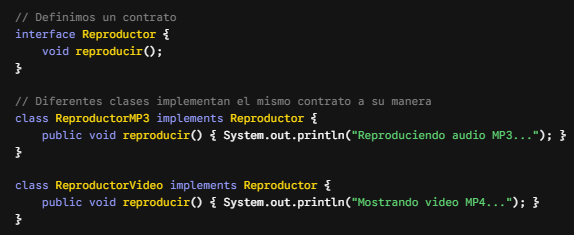 // Definimos un contrato
interface Reproductor {
    void reproducir();
}

// Diferentes clases implementan el mismo contrato a su manera
class ReproductorMP3 implements Reproductor {
    public void reproducir() { System.out.println("Reproduciendo audio MP3..."); }
}

class ReproductorVideo implements Reproductor {
    public void reproducir() { System.out.println("Mostrando video MP4..."); }
}